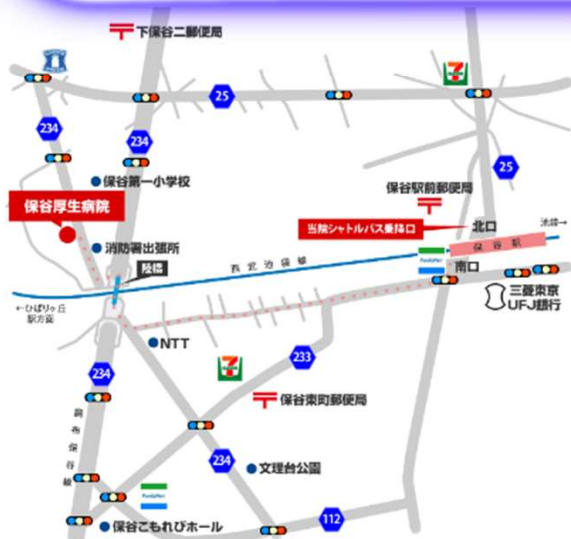 下保谷二郵便局
25
234
234
保谷第一小学校
25
保谷駅前郵便局
保谷厚生病院
当院シャトルバス乗降口
北口
池袋→
保谷駅
消防署出張所
陸橋
西武池袋線
FamilyMart
南口
←ひばりヶ丘
駅方面
三菱東京
UFJ銀行
NTT
233
234
保谷東町郵便局
調布保谷線
234
文理台公園
FamilyMart
112
保谷こもれびホール